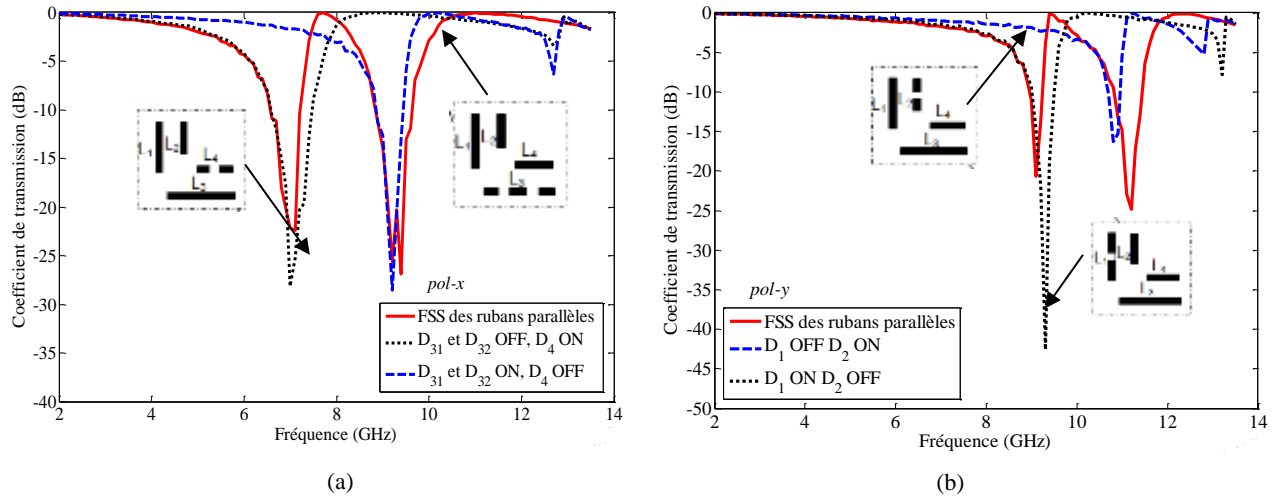 0
-5
-10
-15
-20
-25
-30
-35
-40
2
4
6
8
10
12
14
Coefficient de transmission (dB)
Fréquence (GHz)
L₁
L₂
L₄
L₂
L₁
L₄
L₃
pol-x
FSS des rubans parallèles
D₃₁ et D₃₂ OFF, D₄ ON
D₃₁ et D₃₂ ON, D₄ OFF
(a)
0
-5
-10
-15
-20
-25
-30
-35
-40
-45
-50
2
4
6
8
10
12
14
Coefficient de transmission (dB)
Fréquence (GHz)
L₁
L₄
L₃
L₁
L₂
L₄
pol-y
FSS des rubans parallèles
D₁ OFF D₂ ON
D₁ ON D₂ OFF
(b)